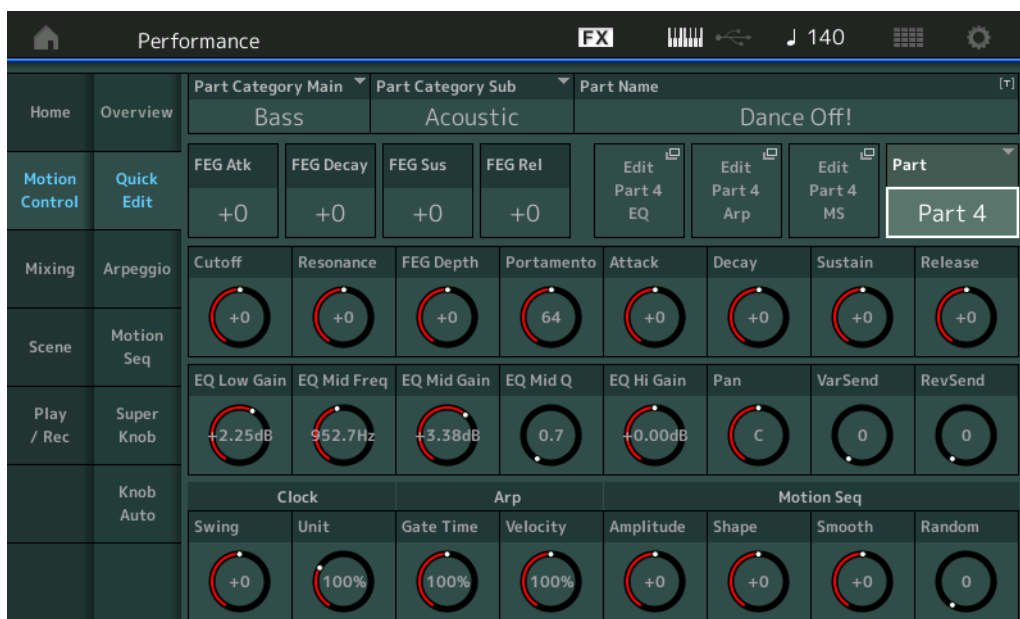 Performance FX ♩ 140
Home Overview
Part Category Main Part Category Sub Part Name [T]
Bass Acoustic Dance Off!
Motion Control
Quick Edit
FEG Atk FEG Decay FEG Sus FEG Rel
+0 +0 +0 +0
Edit Part 4 EQ
Edit Part 4 Arp
Edit Part 4 MS
Part
Part 4
Mixing Arpeggio
Cutoff Resonance FEG Depth Portamento Attack Decay Sustain Release
+0 +0 +0 64 +0 +0 +0 +0
Scene
Motion Seq
EQ Low Gain EQ Mid Freq EQ Mid Gain EQ Mid Q EQ Hi Gain Pan VarSend RevSend
+2.25dB 952.7Hz +3.38dB 0.7 +0.00dB C 0 0
Play / Rec
Super Knob
Knob Auto
Clock Arp Motion Seq
Swing Unit Gate Time Velocity Amplitude Shape Smooth Random
+0 100% 100% 100% +0 +0 +0 0